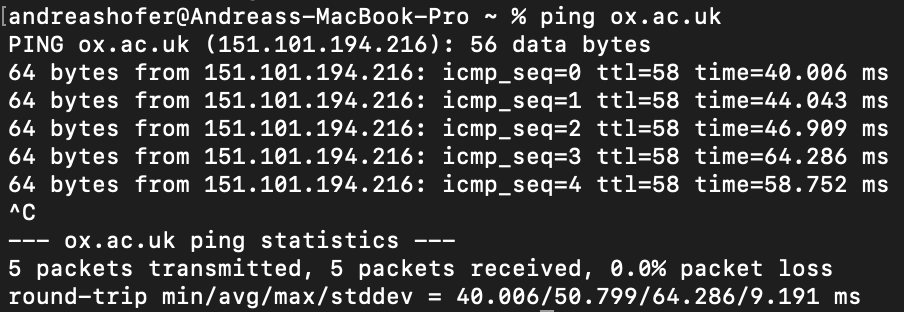 [andreashofer@Andreass-MacBook-Pro ~ % ping ox.ac.uk
PING ox.ac.uk (151.101.194.216): 56 data bytes
64 bytes from 151.101.194.216: icmp_seq=0 ttl=58 time=40.006 ms
64 bytes from 151.101.194.216: icmp_seq=1 ttl=58 time=44.043 ms
64 bytes from 151.101.194.216: icmp_seq=2 ttl=58 time=46.909 ms
64 bytes from 151.101.194.216: icmp_seq=3 ttl=58 time=64.286 ms
64 bytes from 151.101.194.216: icmp_seq=4 ttl=58 time=58.752 ms
^C
--- ox.ac.uk ping statistics ---
5 packets transmitted, 5 packets received, 0.0% packet loss
round-trip min/avg/max/stddev = 40.006/50.799/64.286/9.191 ms